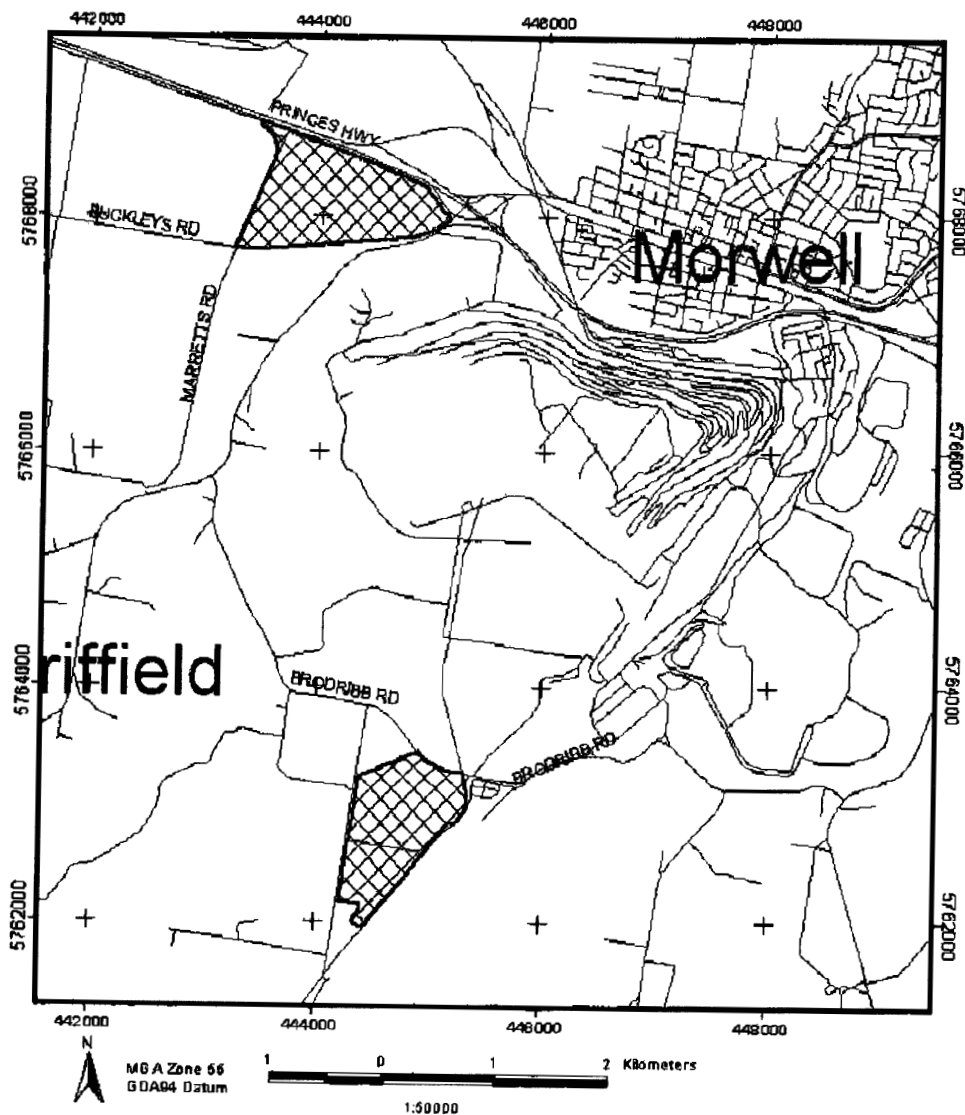 442000 444000 446000 448000
PRINCES HWY
5768000 5768000
BUCKLEYS RD
Morwell
MARRETTS RD
5766000 5766000
riffield
5764000 5764000
BRODRIBB RD
BRODRIBB RD
5762000 5762000
442000 444000 446000 448000
N
MGA Zone 55
GDA94 Datum
1 0 1 2 Kilometers
1:50000